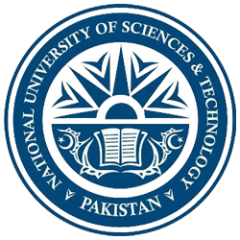 NATIONAL UNIVERSITY OF SCIENCES & TECHNOLOGY
PAKISTAN